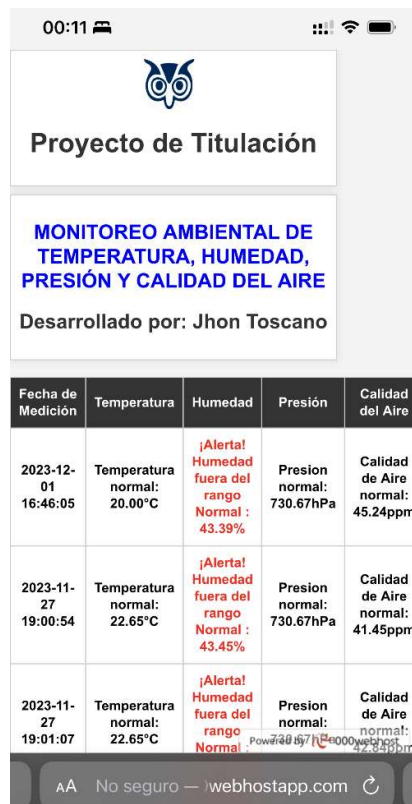 00:11
Proyecto de Titulación
MONITOREO AMBIENTAL DE
TEMPERATURA, HUMEDAD,
PRESIÓN Y CALIDAD DEL AIRE
Desarrollado por: Jhon Toscano
Fecha de Medición Temperatura Humedad Presión Calidad del Aire
2023-12-
01
16:46:05
Temperatura
normal:
20.00°C
¡Alerta!
Humedad
fuera del
rango
Normal :
43.39%
Presion
normal:
730.67hPa
Calidad
de Aire
normal:
45.24ppm
2023-11-
27
19:00:54
Temperatura
normal:
22.65°C
¡Alerta!
Humedad
fuera del
rango
Normal :
43.45%
Presion
normal:
730.67hPa
Calidad
de Aire
normal:
41.45ppm
2023-11-
27
19:01:07
Temperatura
normal:
22.65°C
¡Alerta!
Humedad
fuera del
rango
Normal :
Presion
normal:
730.67hPa
Calidad
de Aire
normal:
42.84ppm
Powered by 000webhost
AA No seguro — webhostapp.com